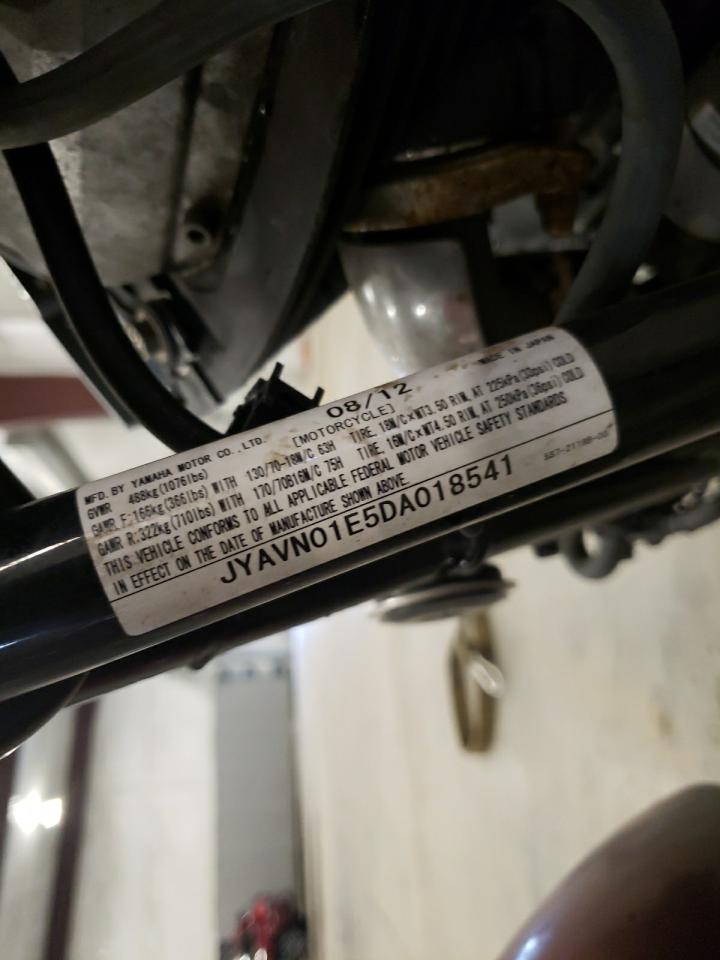 08/12
MADE IN JAPAN
MFD. BY YAMAHA MOTOR CO., LTD. [MOTORCYCLE]
GVWR 488kg(1076lbs)
GAWR F:166kg(366lbs) WITH 130/70-18M/C 63H TIRE, 18M/C×MT3.50 RIM, AT 225kPa(33psi) COLD
GAWR R:322kg(710lbs) WITH 170/70B16M/C 75H TIRE, 16M/C×MT4.50 RIM, AT 250kPa(36psi) COLD
THIS VEHICLE CONFORMS TO ALL APPLICABLE FEDERAL MOTOR VEHICLE SAFETY STANDARDS
IN EFFECT ON THE DATE OF MANUFACTURE SHOWN ABOVE.
JYAVN01E5DA018541